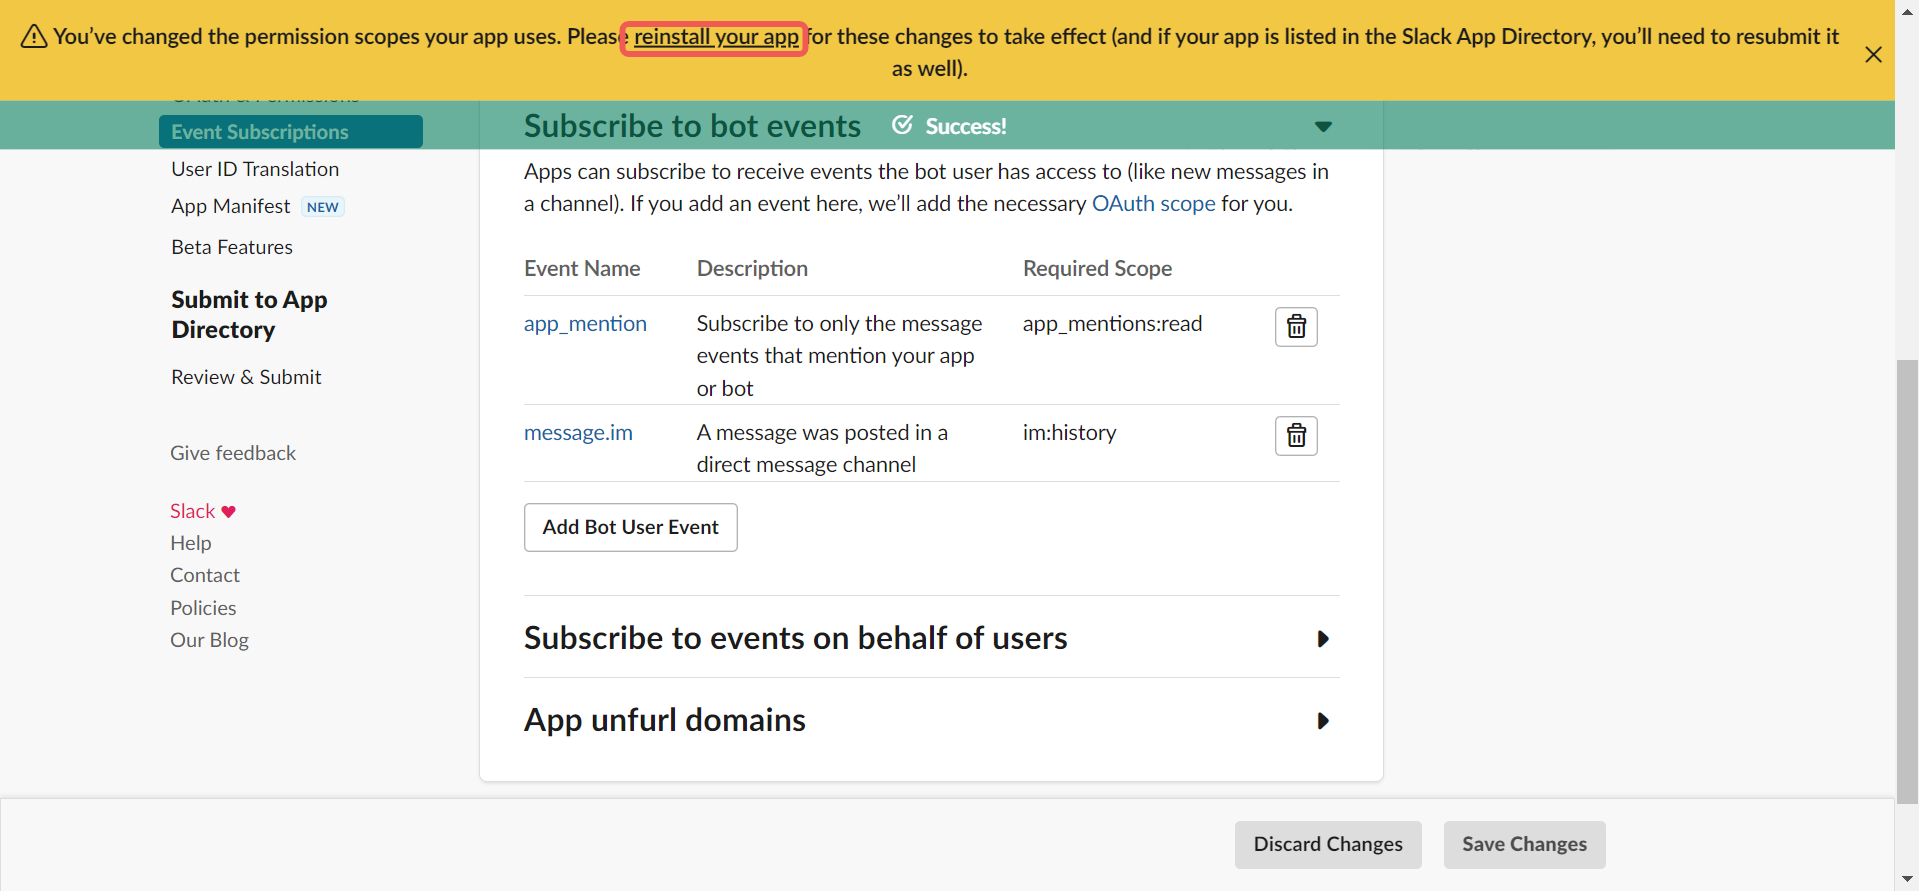 You've changed the permission scopes your app uses. Please reinstall your app for these changes to take effect (and if your app is listed in the Slack App Directory, you'll need to resubmit it
as well).
Event Subscriptions
User ID Translation
App Manifest NEW
Beta Features
Submit to App
Directory
Review & Submit
Give feedback
Slack
Help
Contact
Policies
Our Blog
Subscribe to bot events
Success!
Apps can subscribe to receive events the bot user has access to (like new messages in
a channel). If you add an event here, we'll add the necessary OAuth scope for you.
Event Name Description Required Scope
app_mention Subscribe to only the message app_mentions:read
events that mention your app
or bot
message.im A message was posted in a im:history
direct message channel
Add Bot User Event
Subscribe to events on behalf of users
App unfurl domains
Discard Changes Save Changes